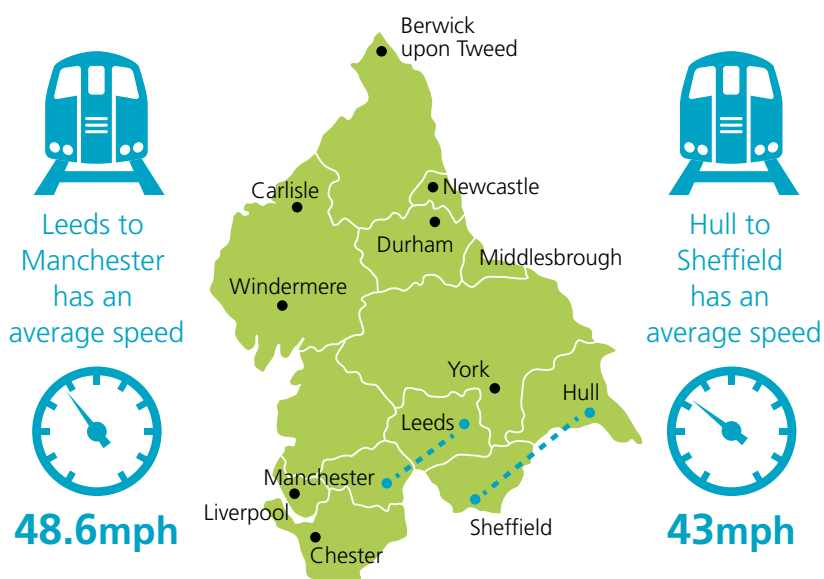 Leeds to
Manchester
has an
average speed
48.6mph
Berwick
upon Tweed
Newcastle
Carlisle
Durham
Middlesbrough
Windermere
York
Hull
Leeds
Manchester
Liverpool
Sheffield
Chester
Hull to
Sheffield
has an
average speed
43mph